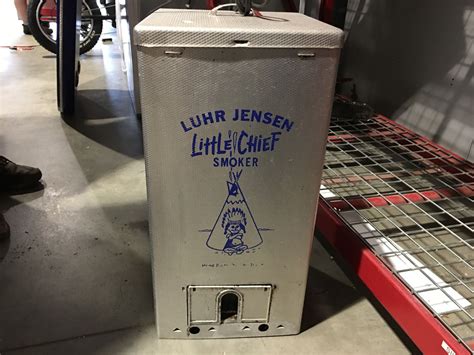 LUHR JENSEN
LITTLE CHIEF
SMOKER